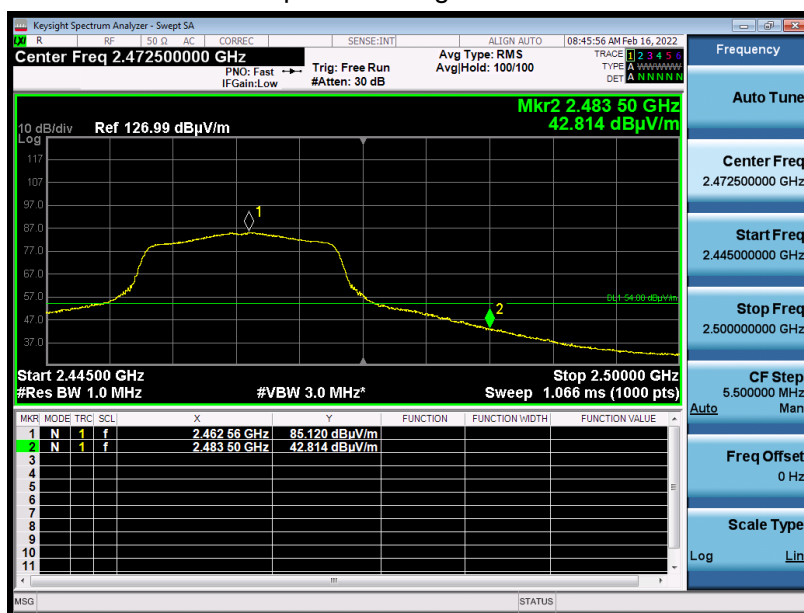 Keysight Spectrum Analyzer - Swept SA
LXI R RF 50 Ω AC CORREC SENSE:INT ALIGN AUTO 08:45:56 AM Feb 16, 2022
Center Freq 2.472500000 GHz
PNO: Fast
IFGain:Low
Trig: Free Run
#Atten: 30 dB
Avg Type: RMS
Avg|Hold: 100/100
TRACE 1 2 3 4 5 6
TYPE A WWWWW
DET A N N N N N
Mkr2 2.483 50 GHz
42.814 dBµV/m
10 dB/div Ref 126.99 dBµV/m
Log
117
107
97.0
87.0
77.0
67.0
57.0
47.0
37.0
1
2
DL1 54.00 dBµV/m
Start 2.44500 GHz Stop 2.50000 GHz
#Res BW 1.0 MHz #VBW 3.0 MHz* Sweep 1.066 ms (1000 pts)
MKR MODE TRC SCL X Y FUNCTION FUNCTION WIDTH FUNCTION VALUE
1 N 1 f 2.462 56 GHz 85.120 dBµV/m
2 N 1 f 2.483 50 GHz 42.814 dBµV/m
3
4
5
6
7
8
9
10
11
MSG STATUS
Frequency
Auto Tune
Center Freq
2.472500000 GHz
Start Freq
2.445000000 GHz
Stop Freq
2.500000000 GHz
CF Step
5.500000 MHz
Auto Man
Freq Offset
0 Hz
Scale Type
Log Lin